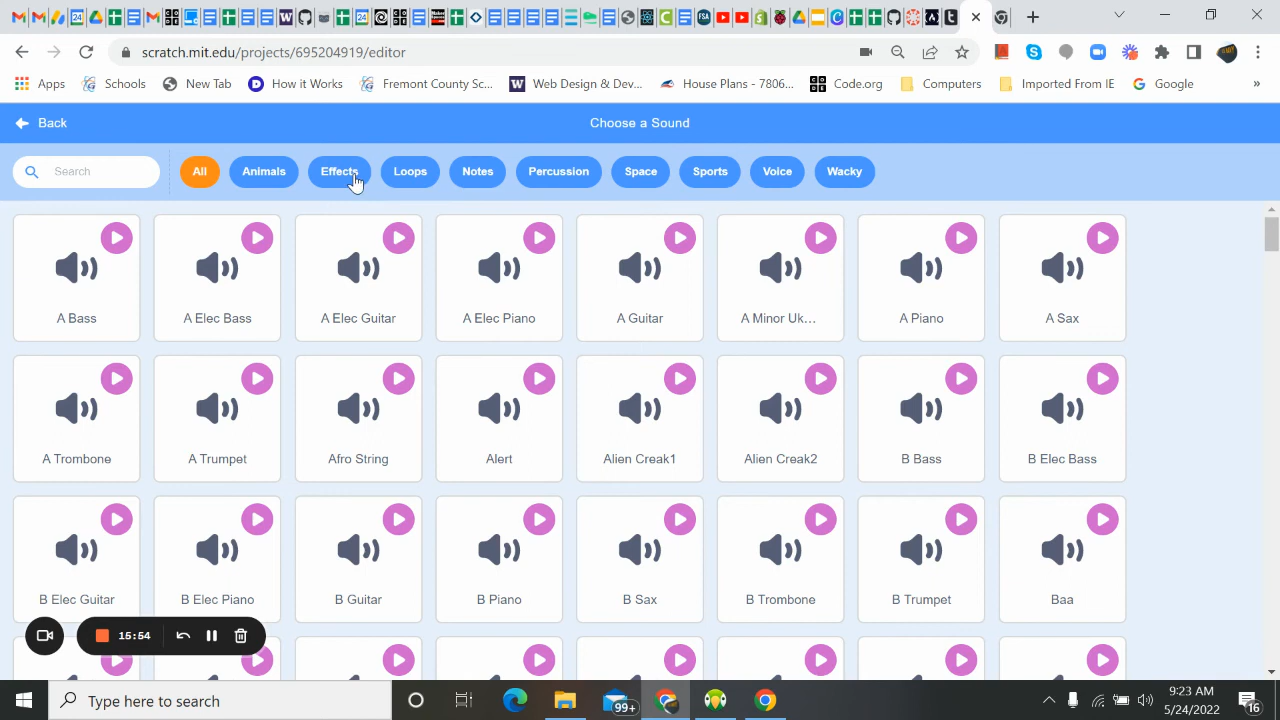 scratch.mit.edu/projects/695204919/editor
Apps Schools New Tab How it Works Fremont County Sc... Web Design & Dev... House Plans - 7806... Code.org Computers Imported From IE Google »
Back Choose a Sound
Search All Animals Effects Loops Notes Percussion Space Sports Voice Wacky
A Bass A Elec Bass A Elec Guitar A Elec Piano A Guitar A Minor Uk... A Piano A Sax
A Trombone A Trumpet Afro String Alert Alien Creak1 Alien Creak2 B Bass B Elec Bass
B Elec Guitar B Elec Piano B Guitar B Piano B Sax B Trombone B Trumpet Baa
15:54
Type here to search 99+ 9:23 AM
5/24/2022 16